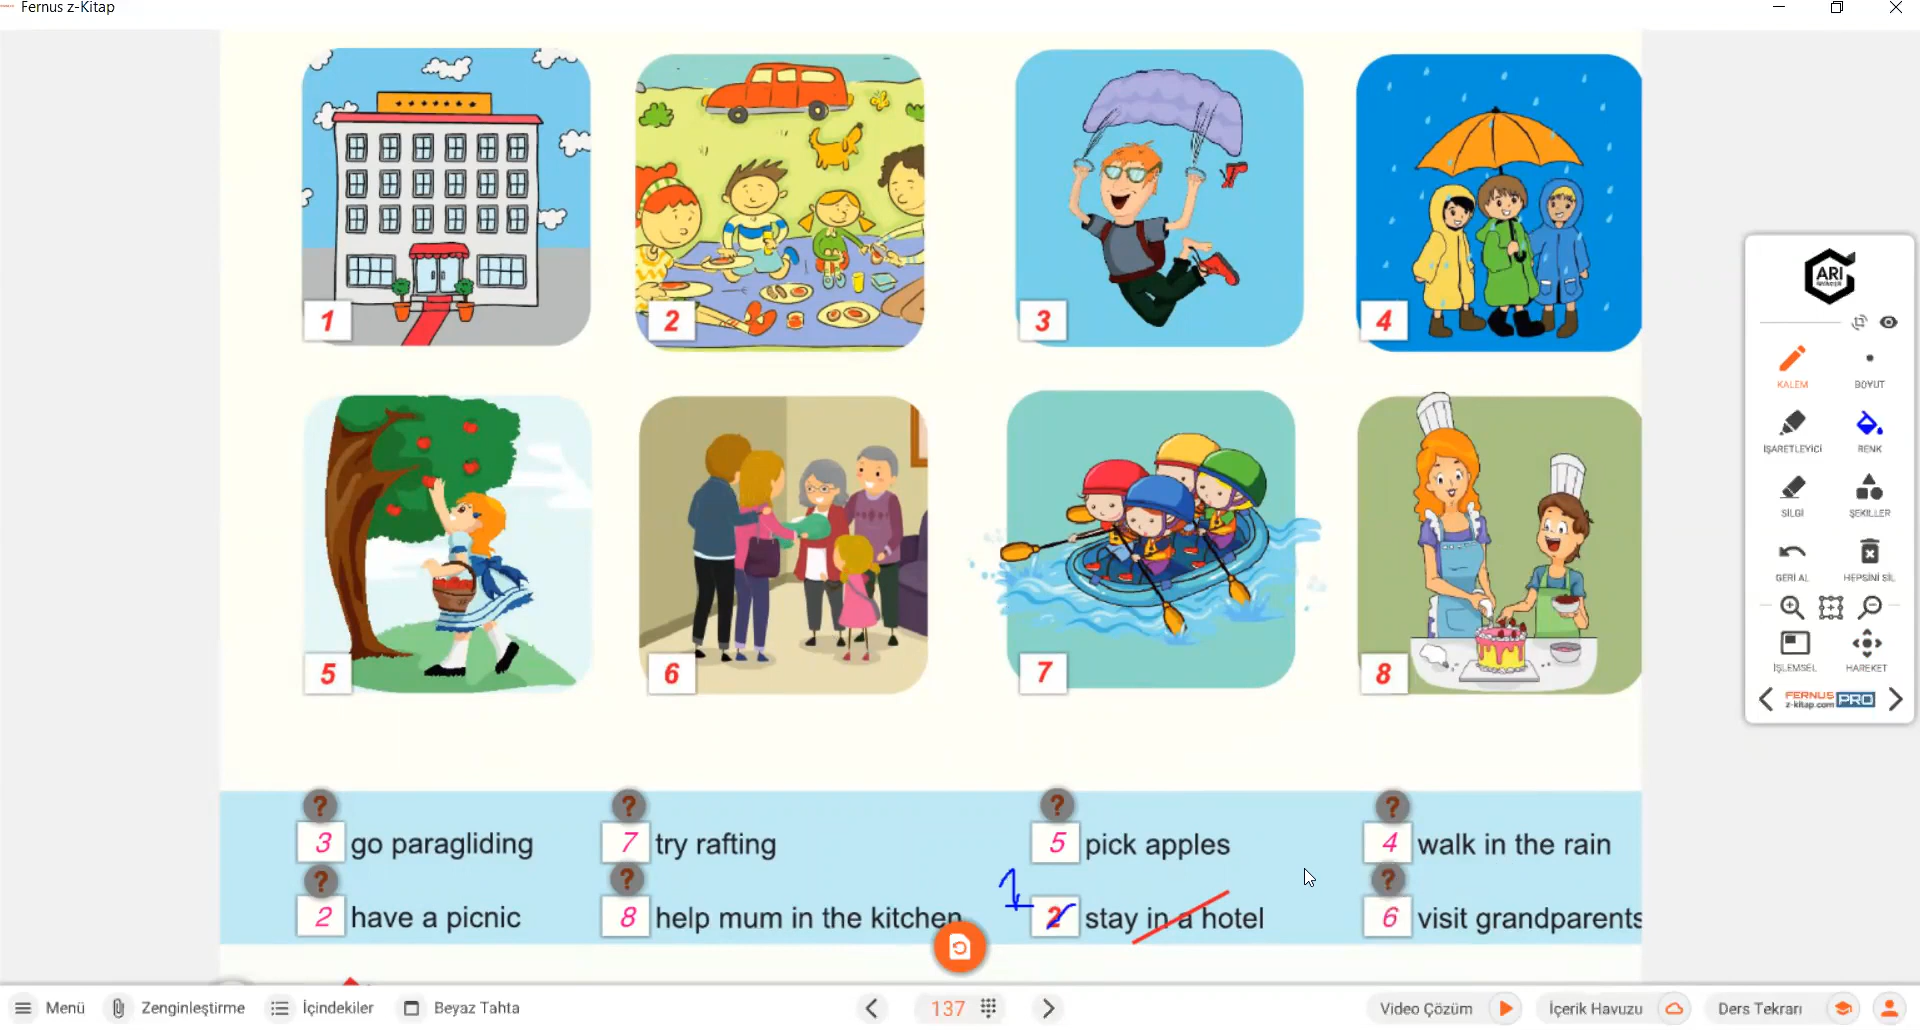 Fernus z-Kitap
1
2
3
4
5
6
7
8
ARI
KALEM
BOYUT
İŞARETLEYİCİ
RENK
SİLGİ
ŞEKİLLER
GERİ AL
HEPSİNİ SİL
İŞLEMSEL
HAREKET
FERNUS
z-kitap.com PRO
? ? ? ?
3 go paragliding 7 try rafting 5 pick apples 4 walk in the rain
? ? 1 ?
2 have a picnic 8 help mum in the kitchen 2 stay in a hotel 6 visit grandparents
Menü Zenginleştirme İçindekiler Beyaz Tahta 137 Video Çözüm İçerik Havuzu Ders Tekrarı